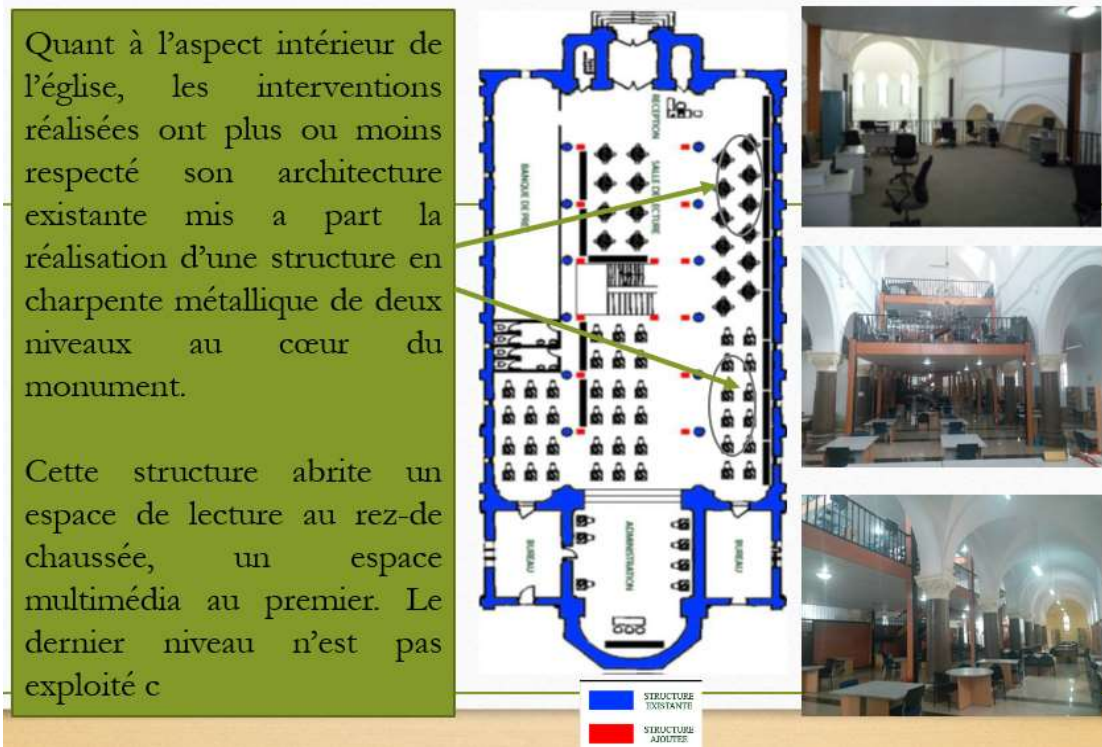 Quant à l’aspect intérieur de
l’église, les interventions
réalisées ont plus ou moins
respecté son architecture
existante mis a part la
réalisation d’une structure en
charpente métallique de deux
niveaux au cœur du
monument.
Cette structure abrite un
espace de lecture au rez-de
chaussée, un espace
multimédia au premier. Le
dernier niveau n’est pas
exploité c
RECEPTION
SALLE DE LECTURE
BANQUE DE PRE
BUREAU
ADMINISTRATION
BUREAU
STRUCTURE
EXISTANTE
STRUCTURE
AJOUTEE